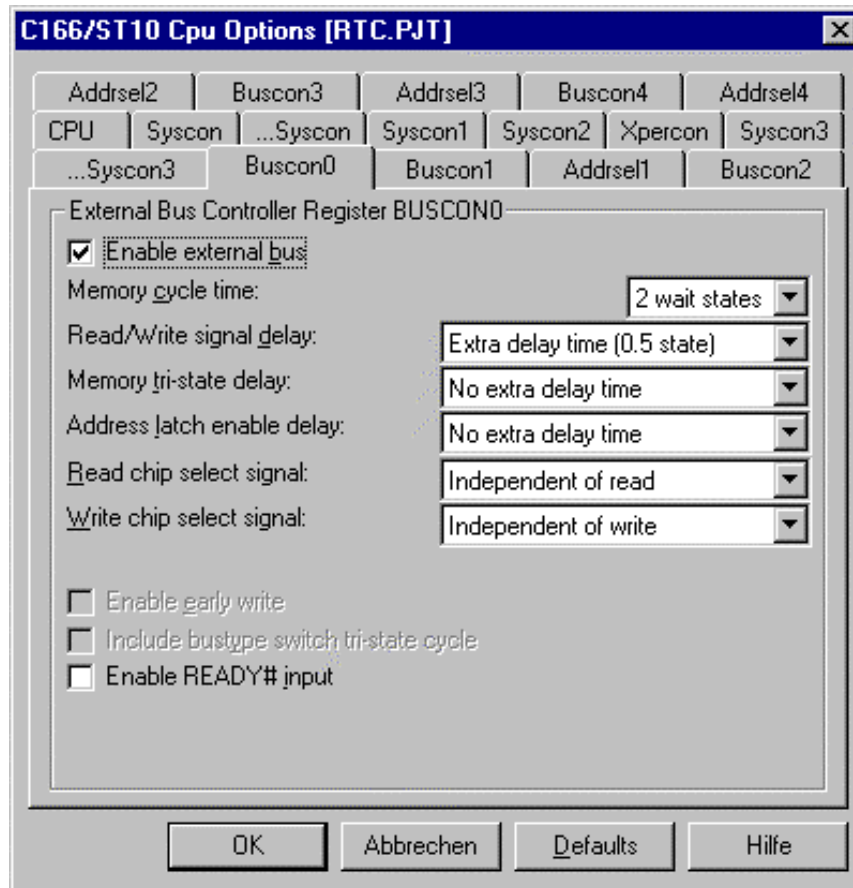 C166/ST10 Cpu Options [RTC.PJT]
Addrsel2 Buscon3 Addrsel3 Buscon4 Addrsel4
CPU Syscon ...Syscon Syscon1 Syscon2 Xpercon Syscon3
...Syscon3 Buscon0 Buscon1 Addrsel1 Buscon2
External Bus Controller Register BUSCON0
Enable external bus
Memory cycle time: 2 wait states
Read/Write signal delay: Extra delay time (0.5 state)
Memory tri-state delay: No extra delay time
Address latch enable delay: No extra delay time
Read chip select signal: Independent of read
Write chip select signal: Independent of write
Enable early write
Include bustype switch tri-state cycle
Enable READY# input
OK Abbrechen Defaults Hilfe